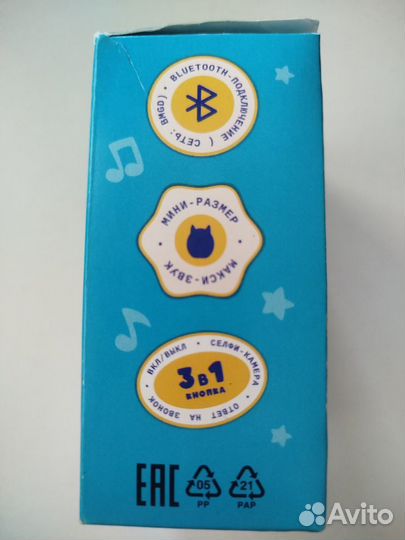 BLUETOOTH-ПОДКЛЮЧЕНИЕ ( СЕТЬ: BMGD) •
МИНИ-РАЗМЕР •
МАКСИ-ЗВУК •
ВКЛ/ВЫКЛ • СЕЛФИ-КАМЕРА • ОТВЕТ НА ЗВОНОК •
3 в 1
КНОПКА
EAC
05
PP
21
PAP
Avito